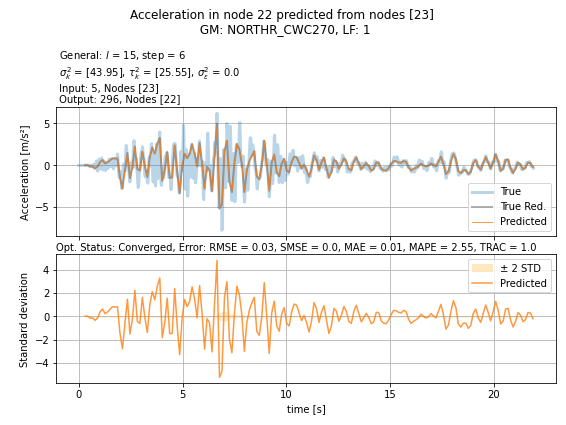 Acceleration in node 22 predicted from nodes [23]
GM: NORTHR_CWC270, LF: 1
General: l = 15, step = 6
σ²ₖ = [43.95], τ²ₖ = [25.55], σ²ε = 0.0
Input: 5, Nodes [23]
Output: 296, Nodes [22]
Acceleration [m/s²]
5
0
−5
True
True Red.
Predicted
Opt. Status: Converged, Error: RMSE = 0.03, SMSE = 0.0, MAE = 0.01, MAPE = 2.55, TRAC = 1.0
Standard deviation
4
2
0
−2
−4
± 2 STD
Predicted
0 5 10 15 20
time [s]